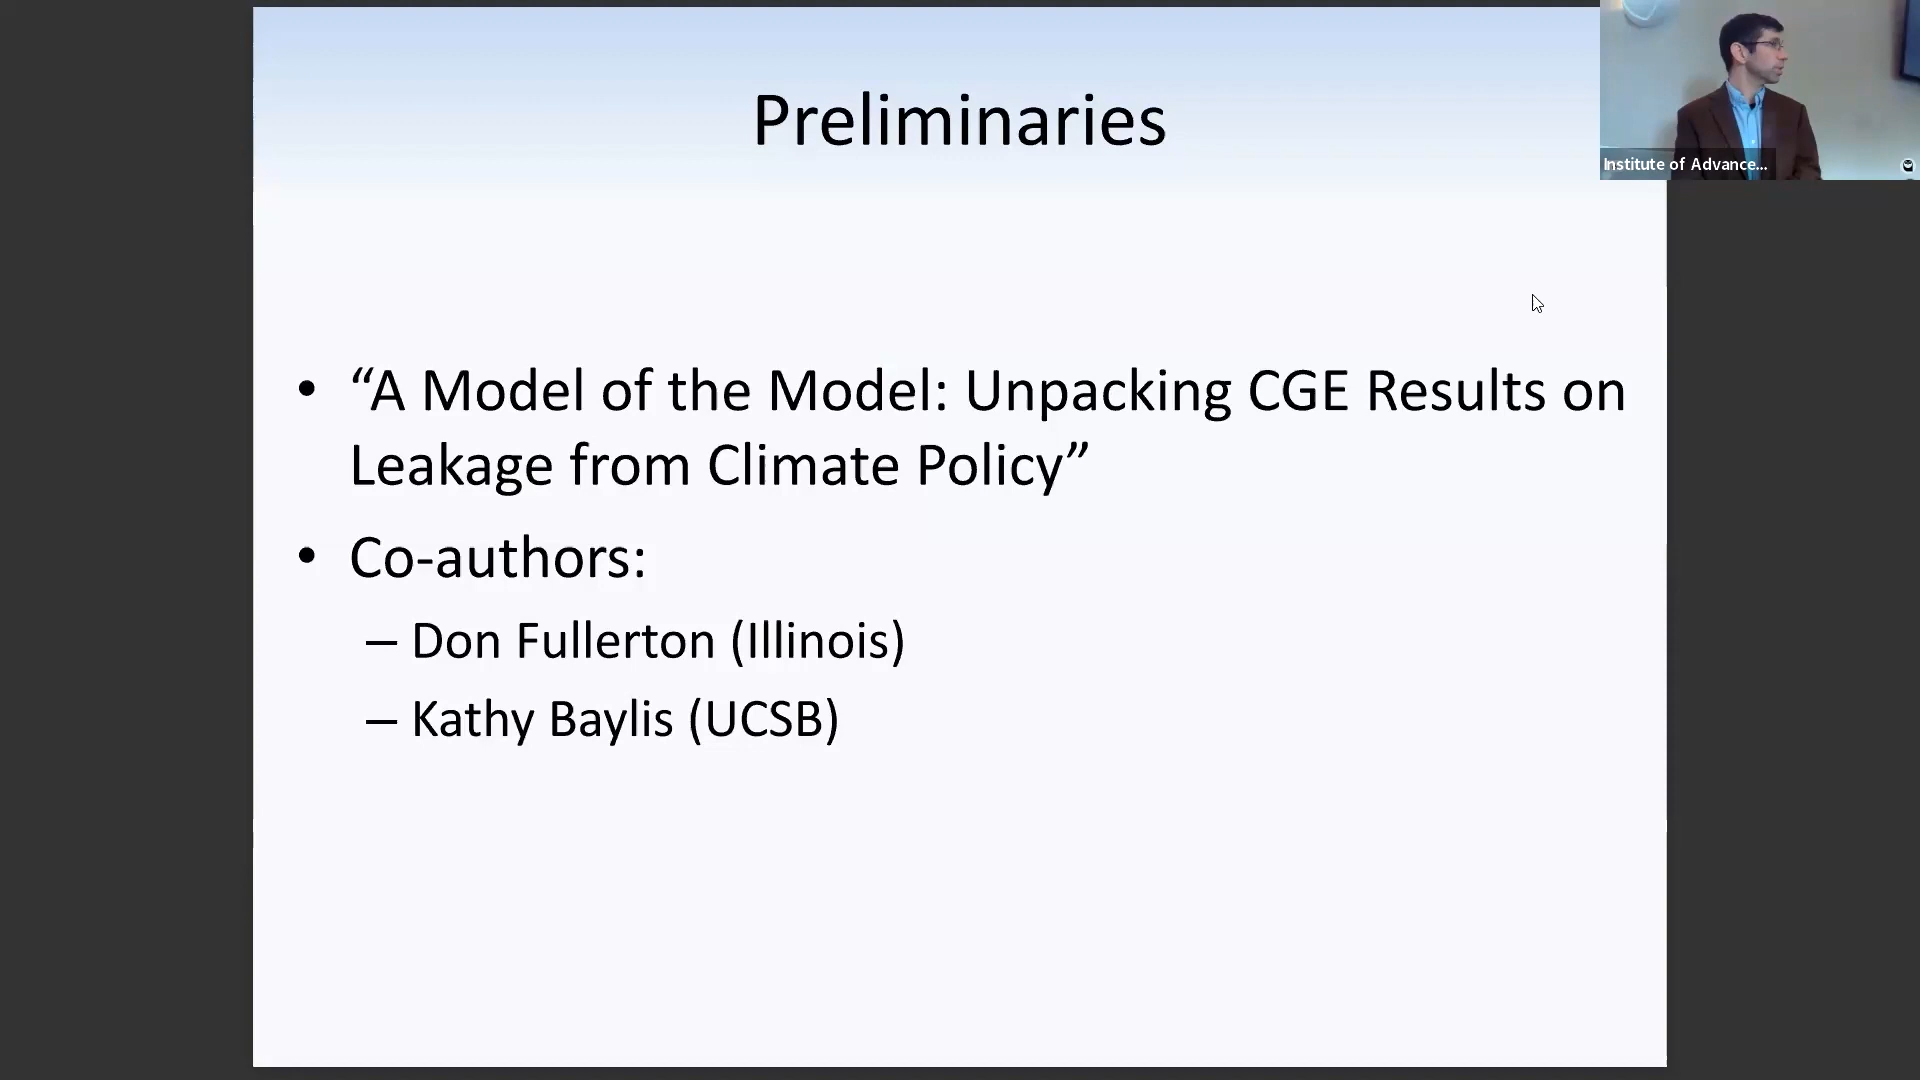 Preliminaries
Institute of Advance...
• “A Model of the Model: Unpacking CGE Results on
Leakage from Climate Policy”
• Co-authors:
– Don Fullerton (Illinois)
– Kathy Baylis (UCSB)